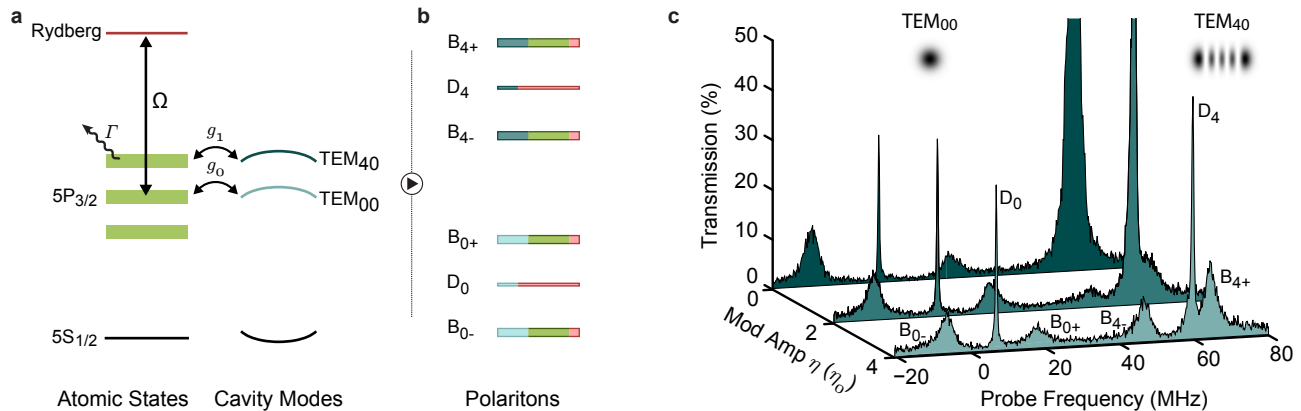 a
Rydberg
Ω
Γ
g₁
g₀
TEM₄₀
5P₃/₂
TEM₀₀
5S₁/₂
Atomic States
Cavity Modes
b
B₄₊
D₄
B₄₋
B₀₊
D₀
B₀₋
Polaritons
c
TEM₀₀
TEM₄₀
50
40
30
20
10
0
Transmission (%)
D₀
D₄
B₀₋
B₀₊
B₄₋
B₄₊
0
2
4
Mod Amp η (η₀)
−20
0
20
40
60
80
Probe Frequency (MHz)